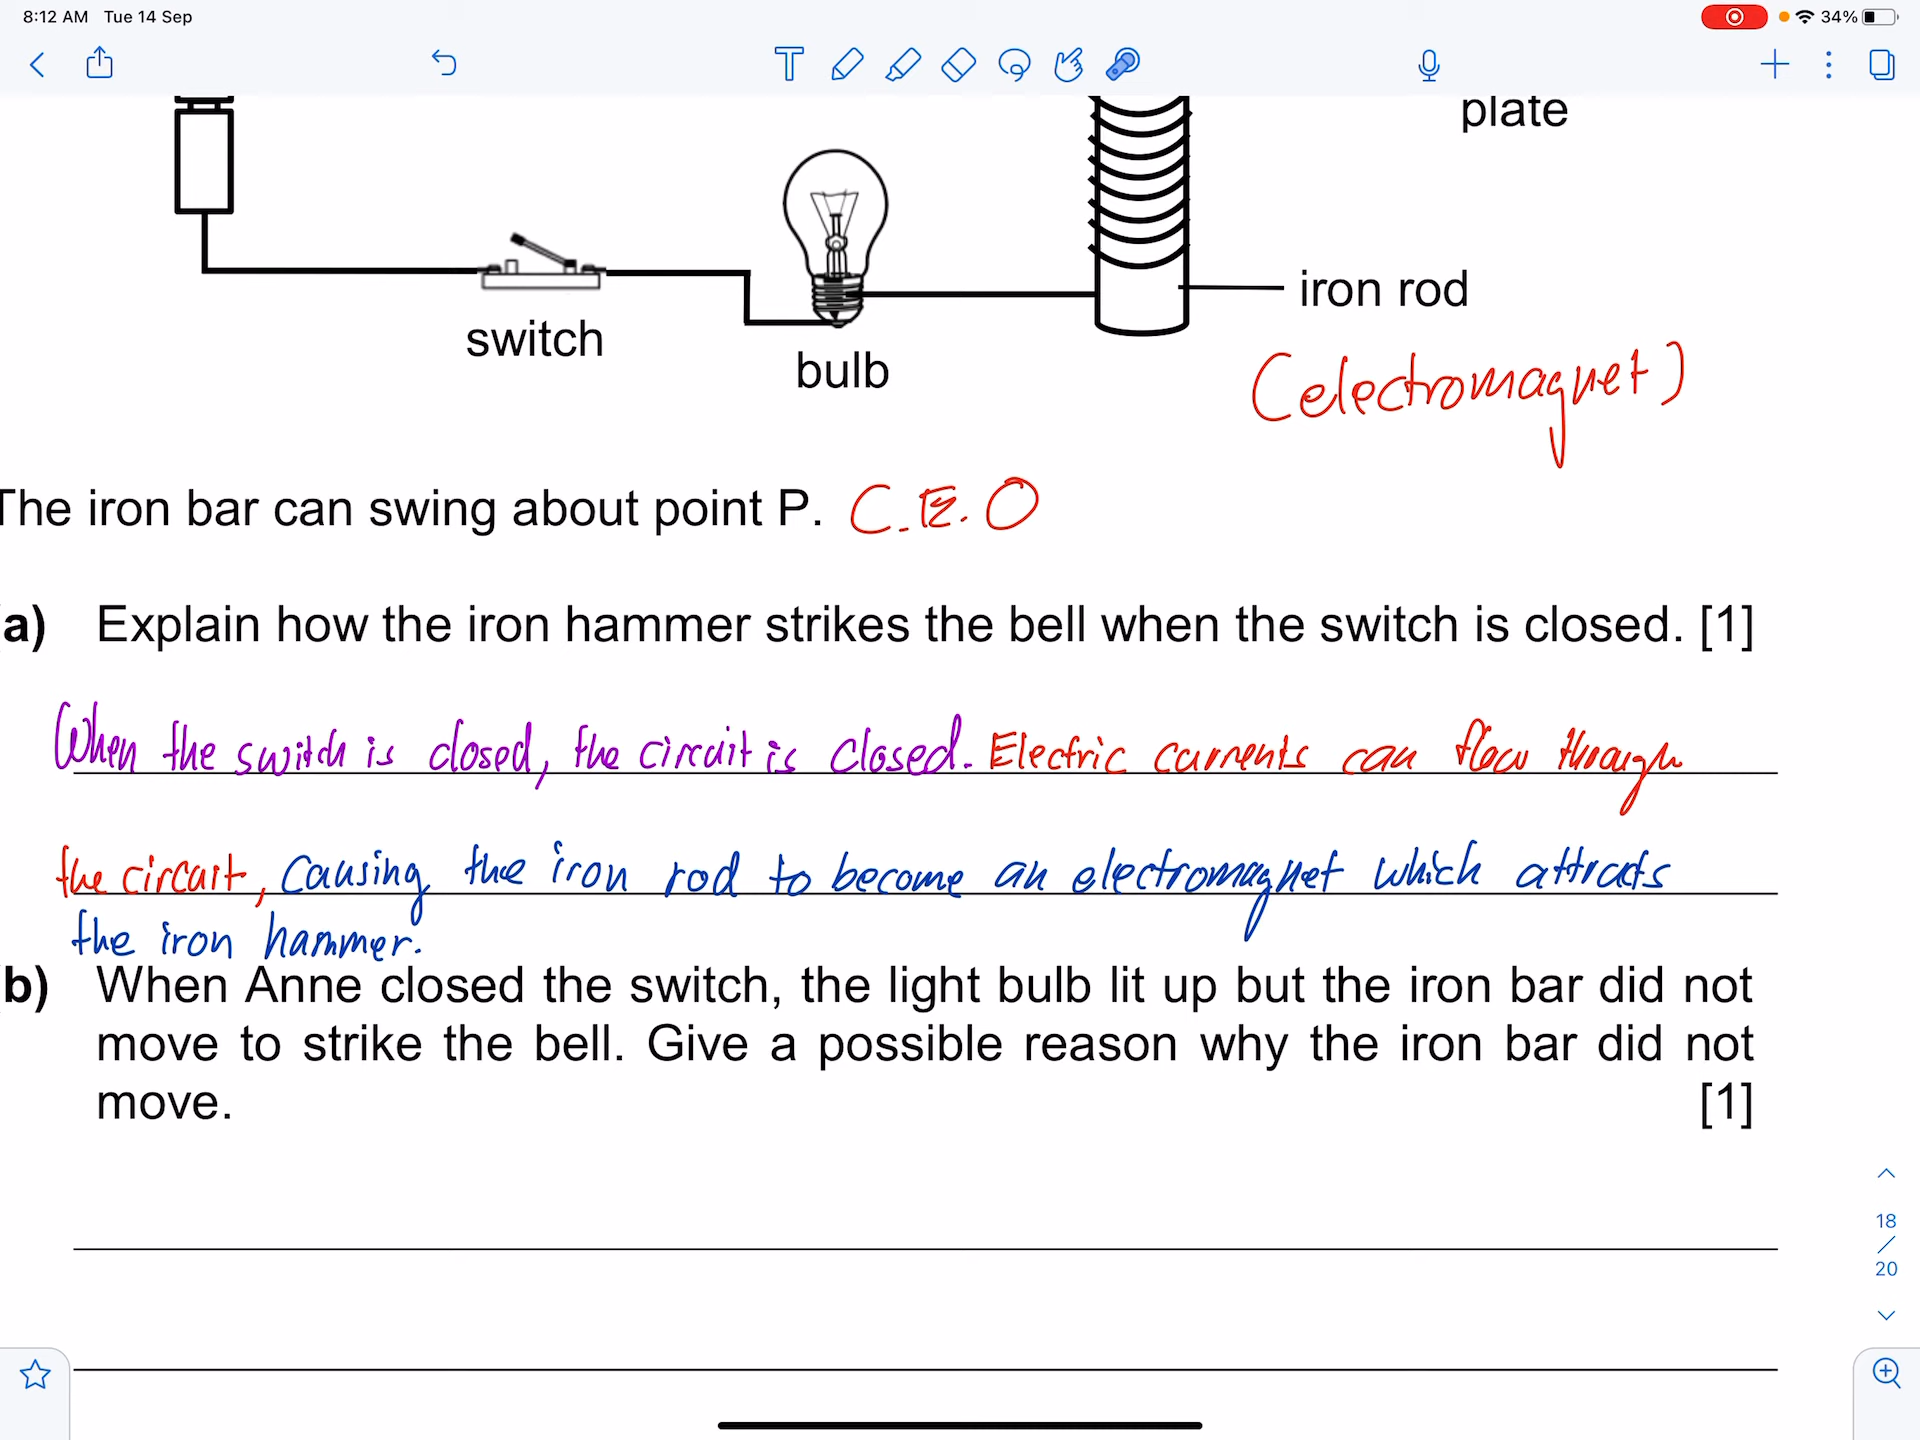 8:12 AM Tue 14 Sep
34%
plate
iron rod
switch
bulb
(electromagnet)
The iron bar can swing about point P. C.E.O
a) Explain how the iron hammer strikes the bell when the switch is closed. [1]
When the switch is closed, the circuit is closed. Electric currents can flow through
the circuit, causing the iron rod to become an electromagnet which attracts
the iron hammer.
b) When Anne closed the switch, the light bulb lit up but the iron bar did not
move to strike the bell. Give a possible reason why the iron bar did not
move. [1]
18
/
20